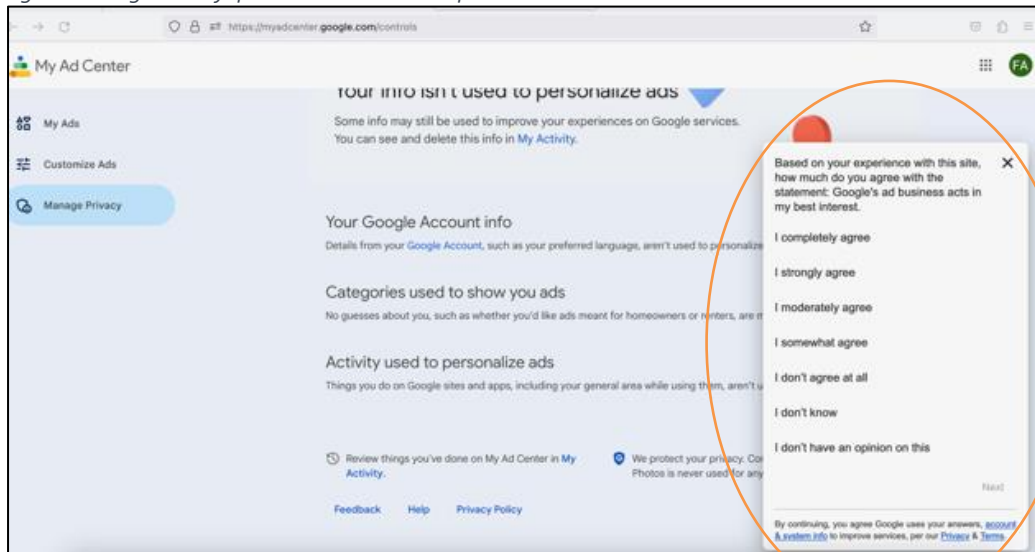 https://myadcenter.google.com/controls
My Ad Center
FA
My Ads
Customize Ads
Manage Privacy
Your info isn't used to personalize ads
Some info may still be used to improve your experiences on Google services.
You can see and delete this info in My Activity.
Your Google Account info
Details from your Google Account, such as your preferred language, aren't used to personalize
Categories used to show you ads
No guesses about you, such as whether you'd like ads meant for homeowners or renters, are
Activity used to personalize ads
Things you do on Google sites and apps, including your general area while using them, aren't
Review things you've done on My Ad Center in My
Activity.
We protect your privacy.
Photos is never used for any
Feedback Help Privacy Policy
Based on your experience with this site,
how much do you agree with the
statement: Google's ad business acts in
my best interest.
I completely agree
I strongly agree
I moderately agree
I somewhat agree
I don't agree at all
I don't know
I don't have an opinion on this
Next
By continuing, you agree Google uses your answers, account
& system info to improve services, per our Privacy & Terms.